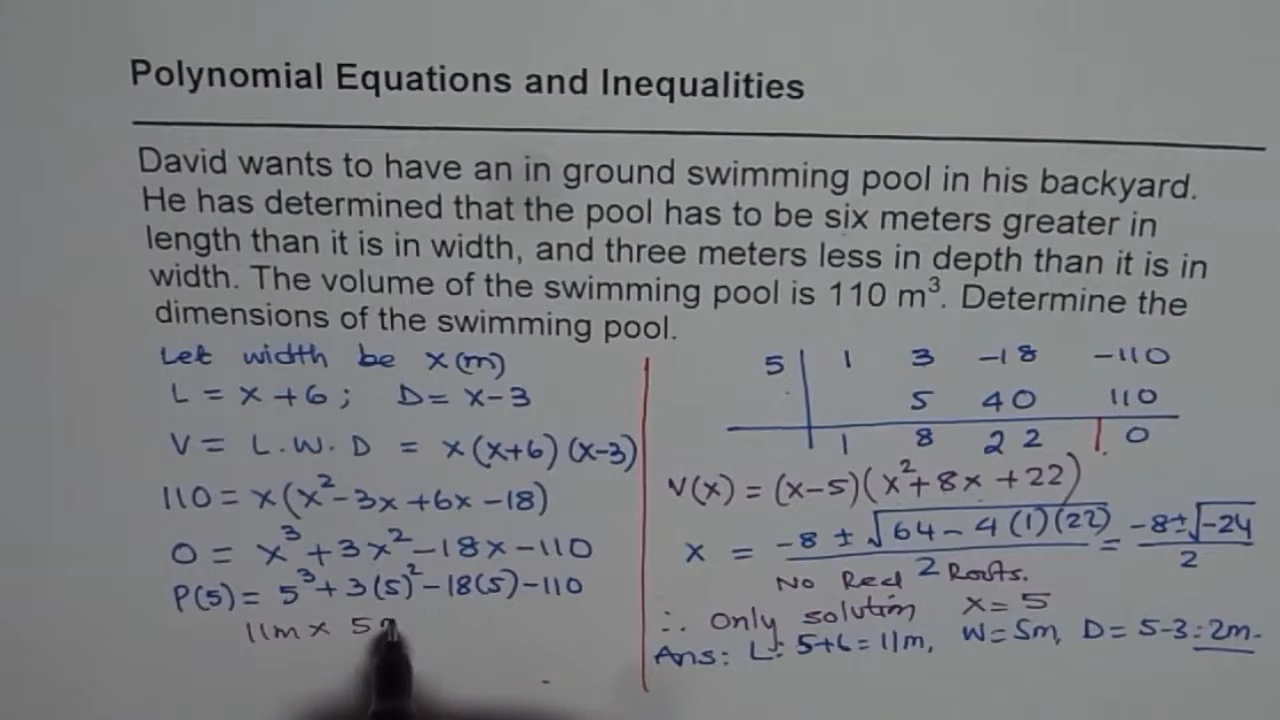 Polynomial Equations and Inequalities
David wants to have an in ground swimming pool in his backyard.
He has determined that the pool has to be six meters greater in
length than it is in width, and three meters less in depth than it is in
width. The volume of the swimming pool is 110 m³. Determine the
dimensions of the swimming pool.
Let width be x(m)
L = x+6; D= x-3
V = L.W.D = x(x+6)(x-3)
110 = x(x²-3x+6x-18)
0 = x³+3x²-18x-110
P(5)= 5³+3(5)²-18(5)-110
11m x 5
5 | 1 3 -18 -110
5 40 110
1 8 22 | 0
V(x) = (x-5)(x²+8x+22)
x = (-8 ± √(64-4(1)(22)))/2 = (-8±√(-24))/2
No Real Roots.
∴ Only solution x=5
Ans: L: 5+6=11m, W=5m, D=5-3=2m.